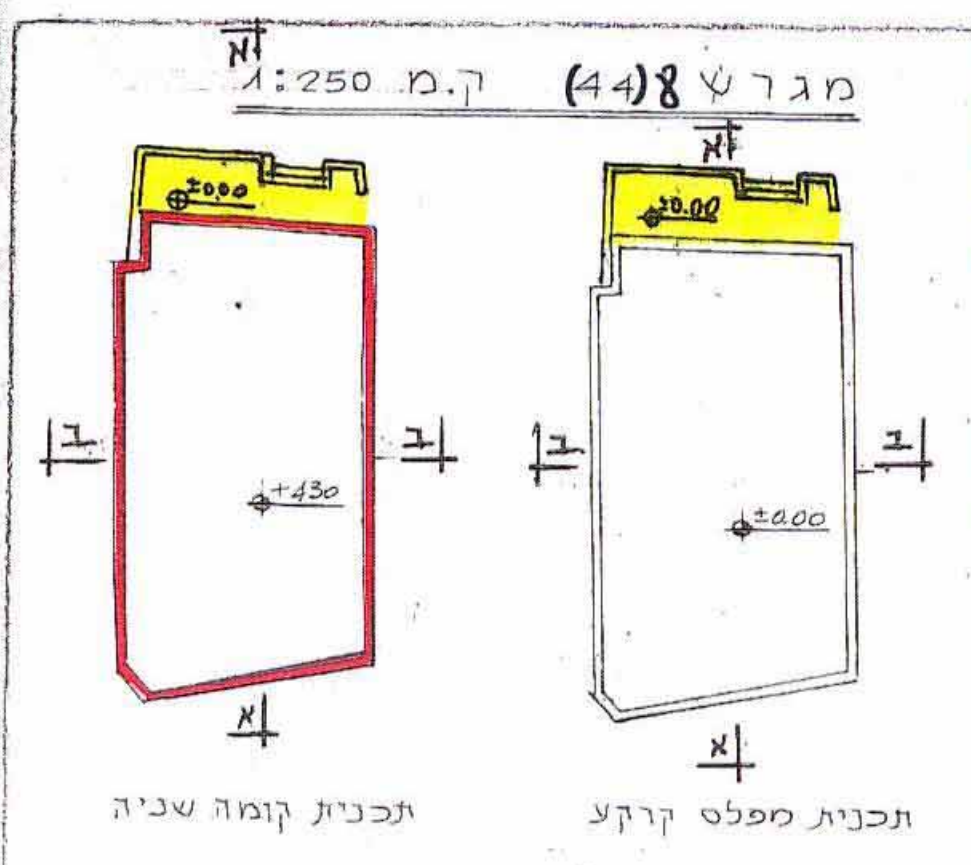 א
מגרש 8(44) ק.מ 1:250
א
±0.00
±0.00
ב ב
ב ב
±0.00
+430
א
א
תכנית מפלס קרקע
תכנית קומה שניה